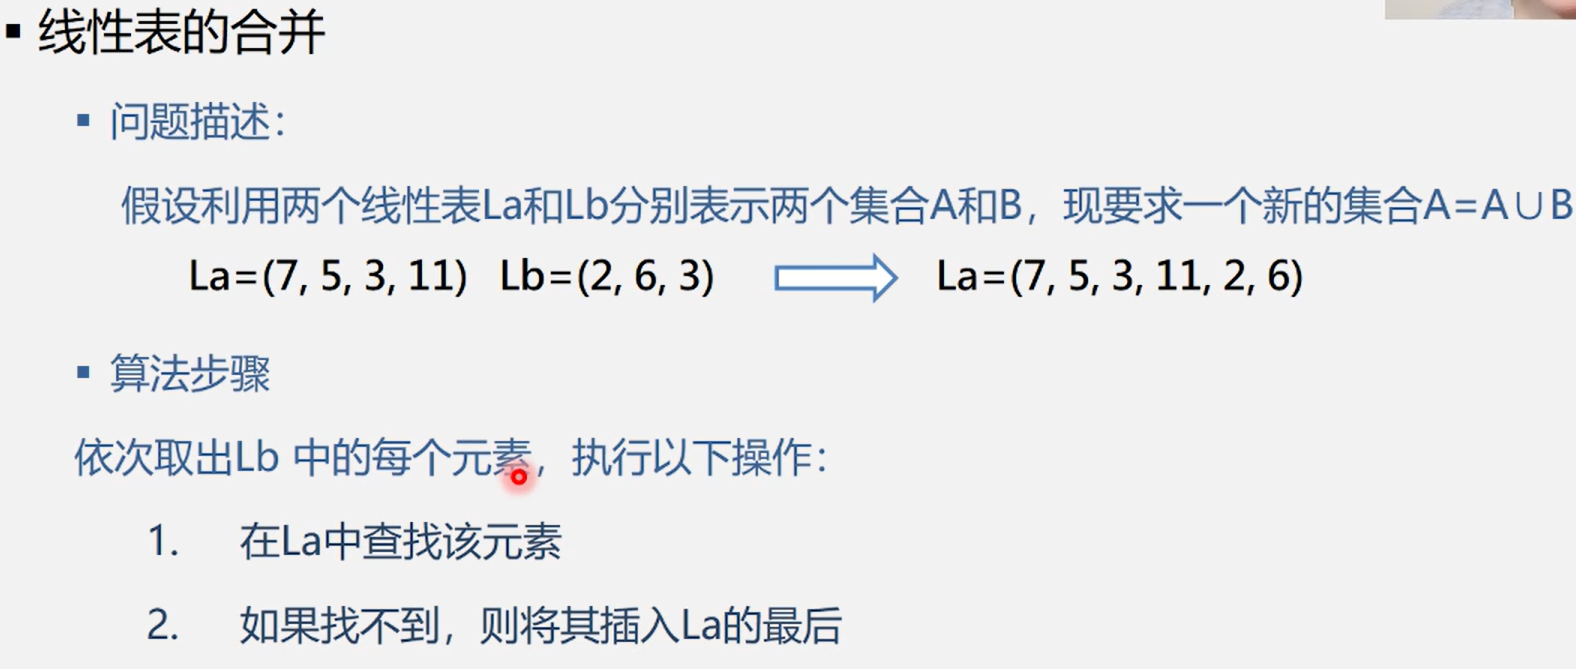 ▪ 线性表的合并
▪ 问题描述：
假设利用两个线性表La和Lb分别表示两个集合A和B，现要求一个新的集合A=A∪B
La=(7, 5, 3, 11) Lb=(2, 6, 3) La=(7, 5, 3, 11, 2, 6)
▪ 算法步骤
依次取出Lb 中的每个元素，执行以下操作：
1. 在La中查找该元素
2. 如果找不到，则将其插入La的最后